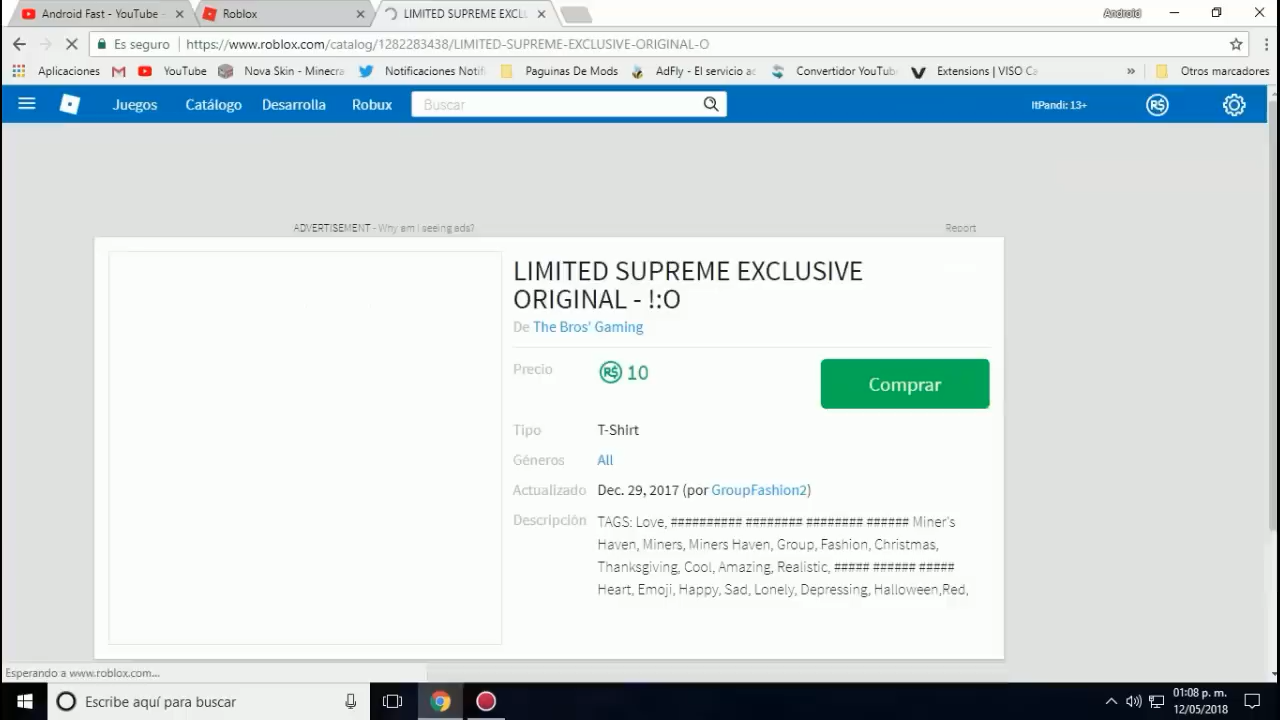 Android Fast - YouTube -
Roblox
LIMITED SUPREME EXCLU
Android
Es seguro
https://www.roblox.com/catalog/1282283438/LIMITED-SUPREME-EXCLUSIVE-ORIGINAL-O
Aplicaciones
YouTube
Nova Skin - Minecra
Notificaciones Notifi
Paguinas De Mods
AdFly - El servicio ac
Convertidor YouTube
Extensions | VISO Ca
»
Otros marcadores
Juegos
Catálogo
Desarrolla
Robux
Buscar
ItPandi: 13+
R$
ADVERTISEMENT - Why am I seeing ads?
Report
LIMITED SUPREME EXCLUSIVE
ORIGINAL - !:O
De The Bros' Gaming
Precio
R$ 10
Comprar
Tipo
T-Shirt
Géneros
All
Actualizado
Dec. 29, 2017 (por GroupFashion2)
Descripción
TAGS: Love, ########## ######## ######## ###### Miner's
Haven, Miners, Miners Haven, Group, Fashion, Christmas,
Thanksgiving, Cool, Amazing, Realistic, ##### ###### #####
Heart, Emoji, Happy, Sad, Lonely, Depressing, Halloween,Red,
Esperando a www.roblox.com...
Escribe aquí para buscar
01:08 p. m.
12/05/2018